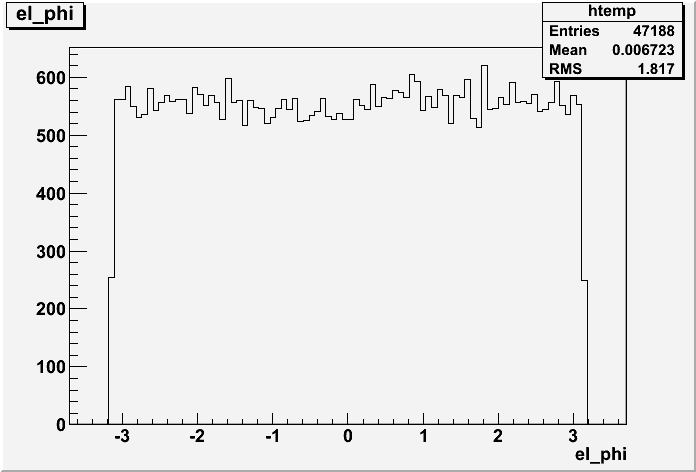 el_phi
htemp
Entries 47188
Mean 0.006723
RMS 1.817
600
500
400
300
200
100
0
-3 -2 -1 0 1 2 3
el_phi